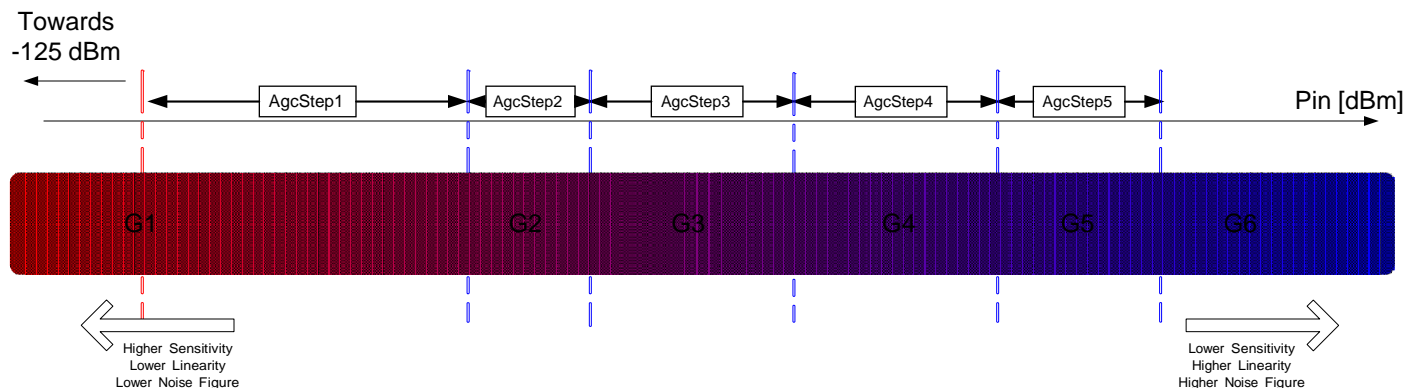 Towards
-125 dBm
AgcStep1
AgcStep2
AgcStep3
AgcStep4
AgcStep5
Pin [dBm]
G1
G2
G3
G4
G5
G6
Higher Sensitivity
Lower Linearity
Lower Noise Figure
Lower Sensitivity
Higher Linearity
Higher Noise Figure